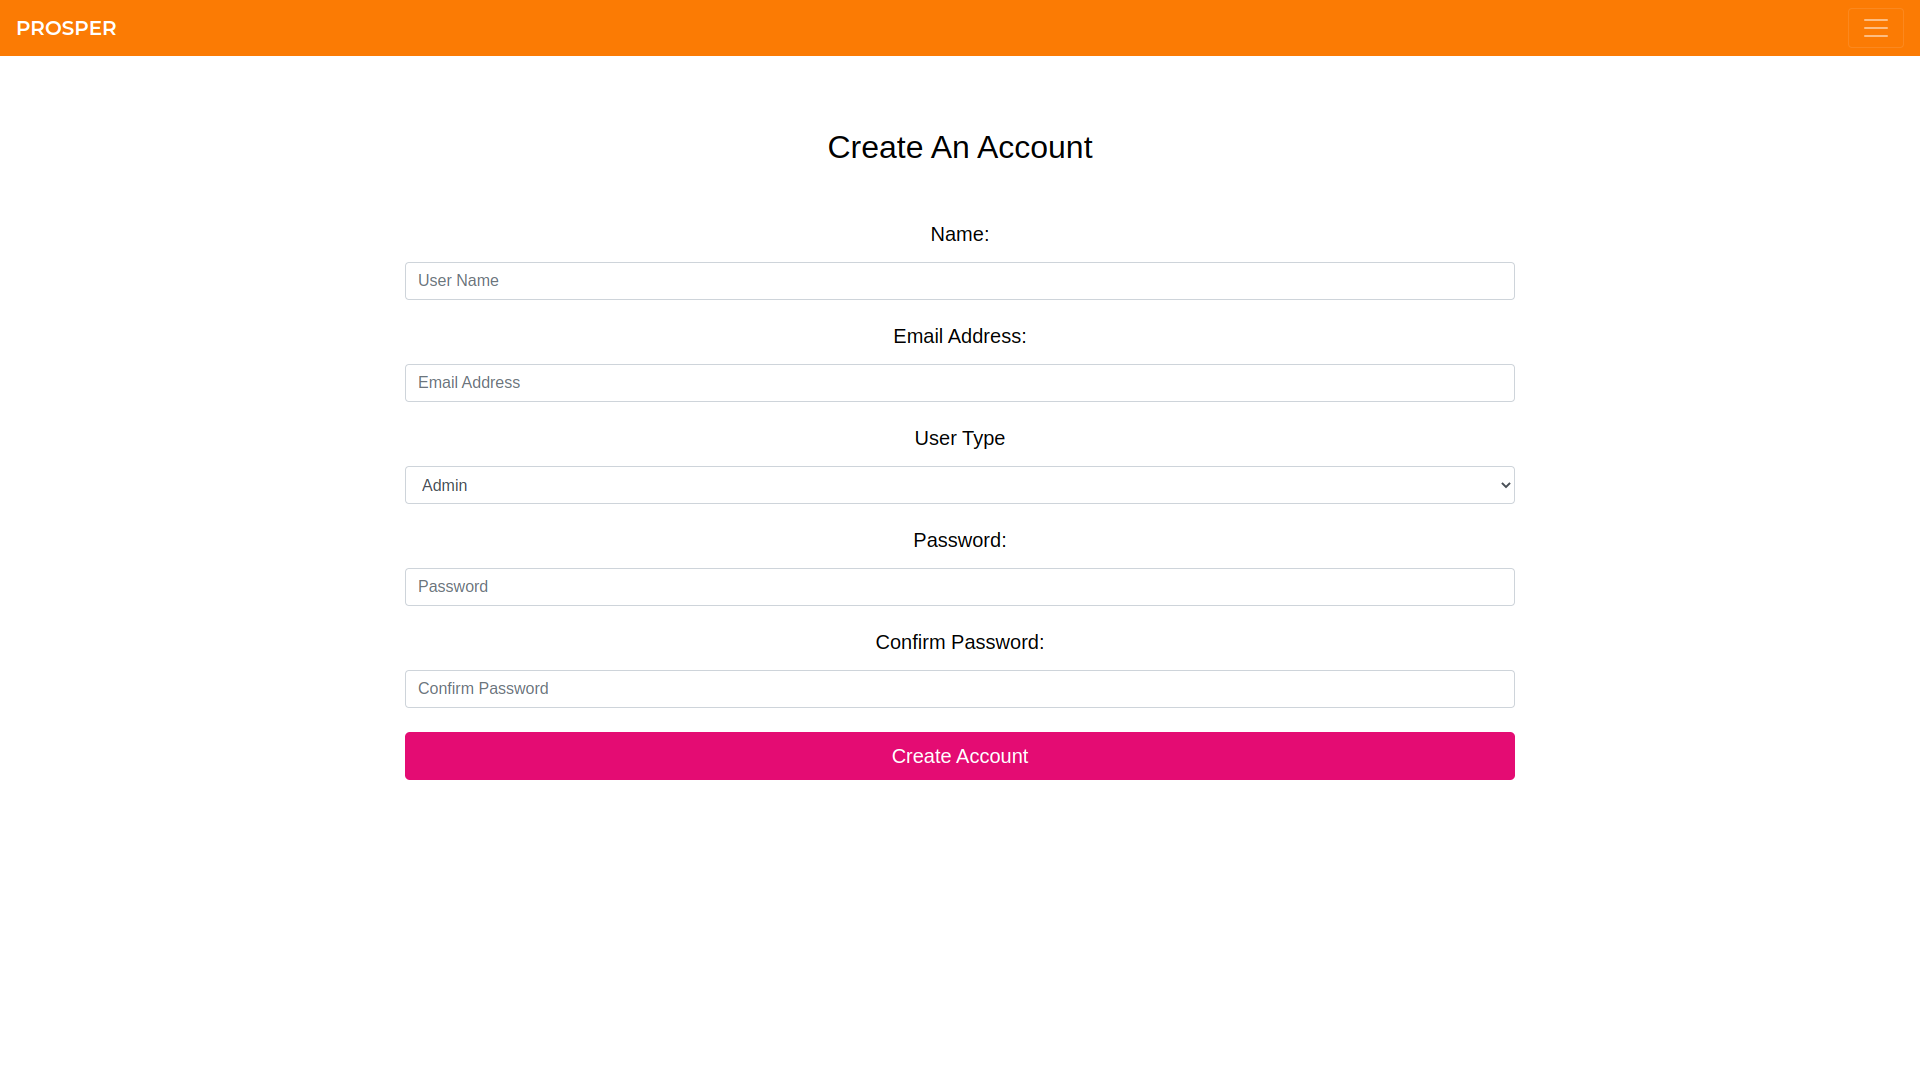 PROSPER
Create An Account
Name:
User Name
Email Address:
Email Address
User Type
Admin
Password:
Password
Confirm Password:
Confirm Password
Create Account